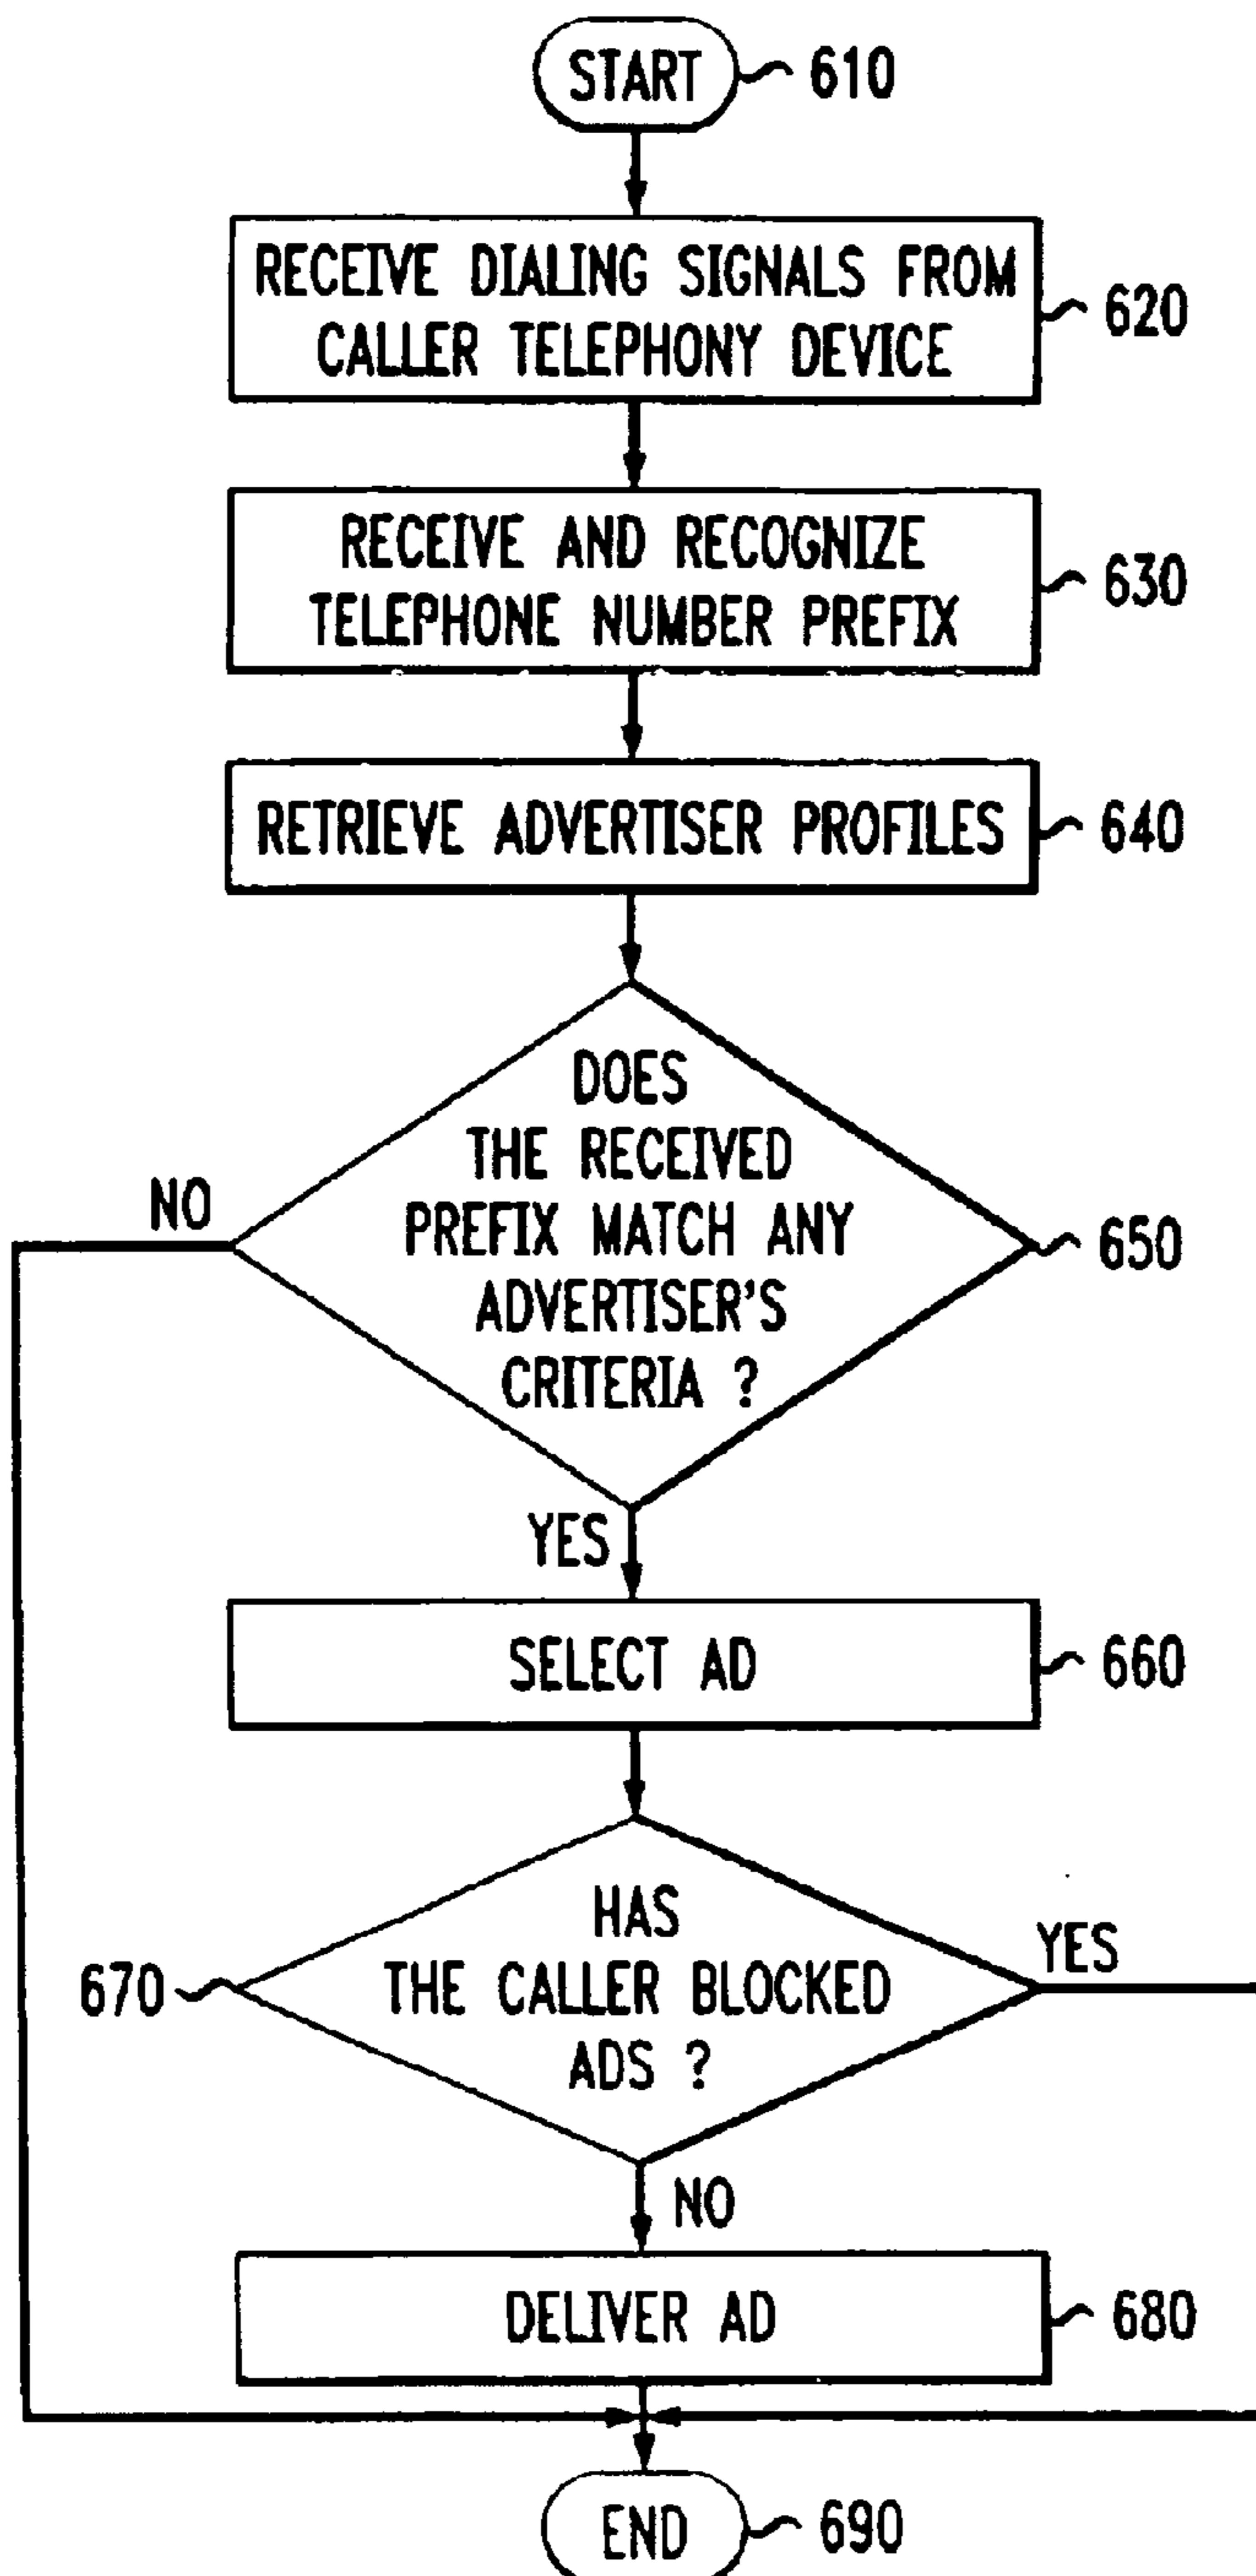 START 610
RECEIVE DIALING SIGNALS FROM
CALLER TELEPHONY DEVICE
620
RECEIVE AND RECOGNIZE
TELEPHONE NUMBER PREFIX
630
RETRIEVE ADVERTISER PROFILES 640
DOES
THE RECEIVED
PREFIX MATCH ANY
ADVERTISER'S
CRITERIA ?
650
NO
YES
SELECT AD 660
HAS
THE CALLER BLOCKED
ADS ?
670
YES
NO
DELIVER AD 680
END 690